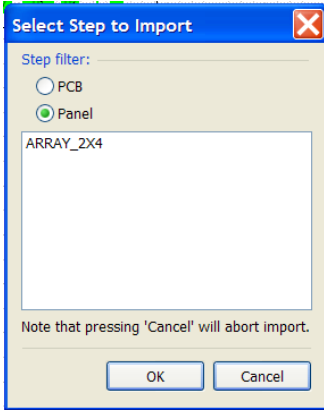 Select Step to Import
Step filter:
PCB
Panel
ARRAY_2X4
Note that pressing 'Cancel' will abort import.
OK Cancel